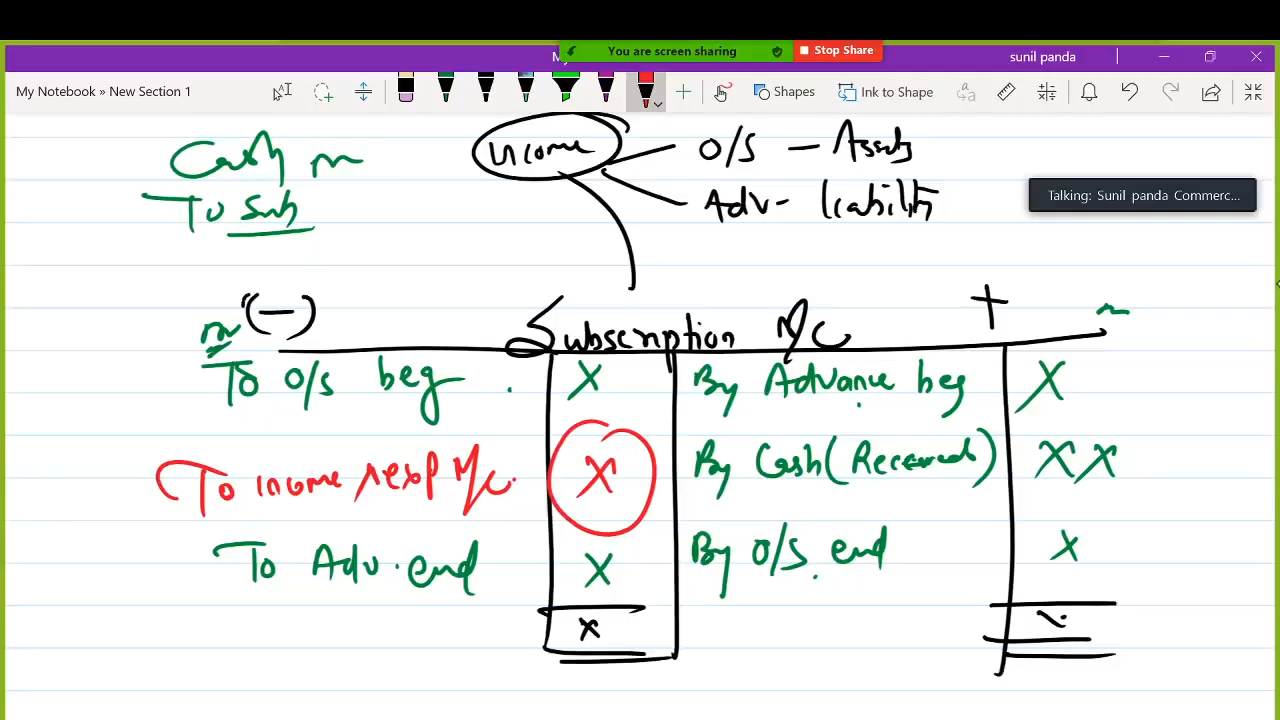 You are screen sharing
Stop Share
My
sunil panda
My Notebook » New Section 1
Shapes
Ink to Shape
Talking: Sunil panda Commerc...
Cash
To Sub
Income
O/S — Assets
Adv- liability
(-)
Subscription A/C
+
To O/S beg . X
By Advance beg X
To income &exp A/C. X
By Cash (Received) XX
To Adv. end X
By O/S. end X
X